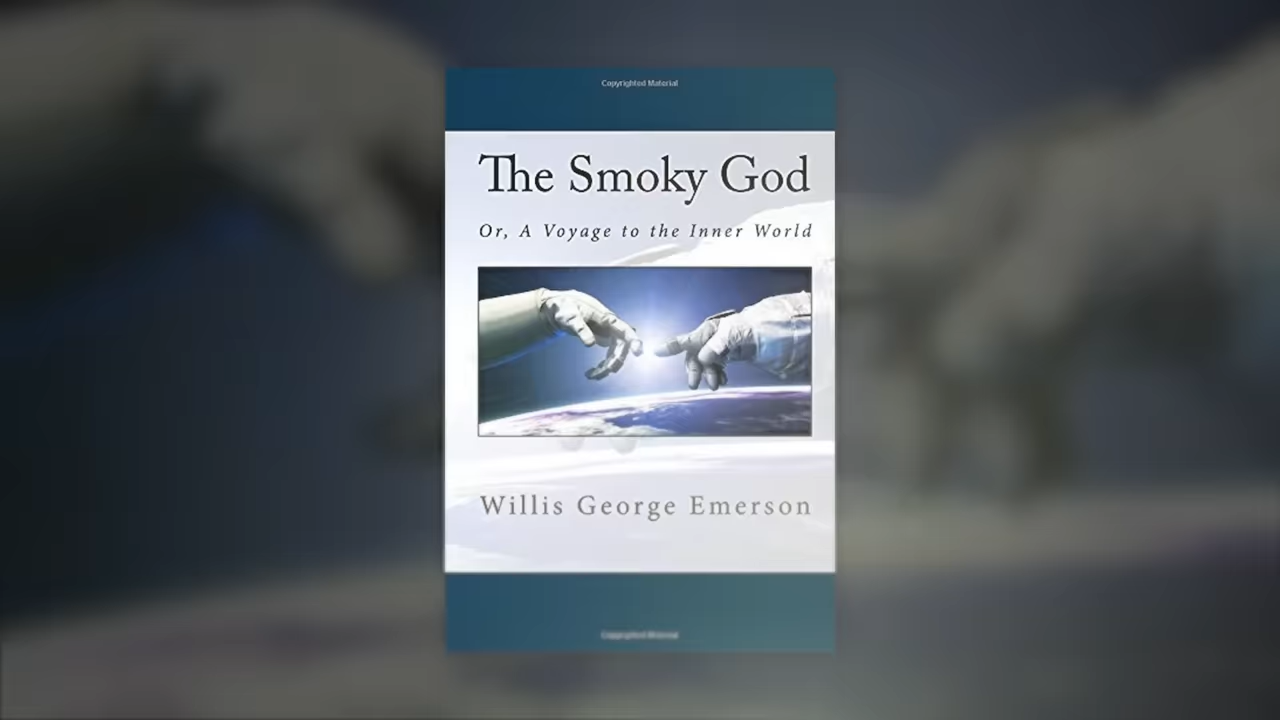 Copyrighted Material
The Smoky God
Or, A Voyage to the Inner World
Willis George Emerson
Copyrighted Material